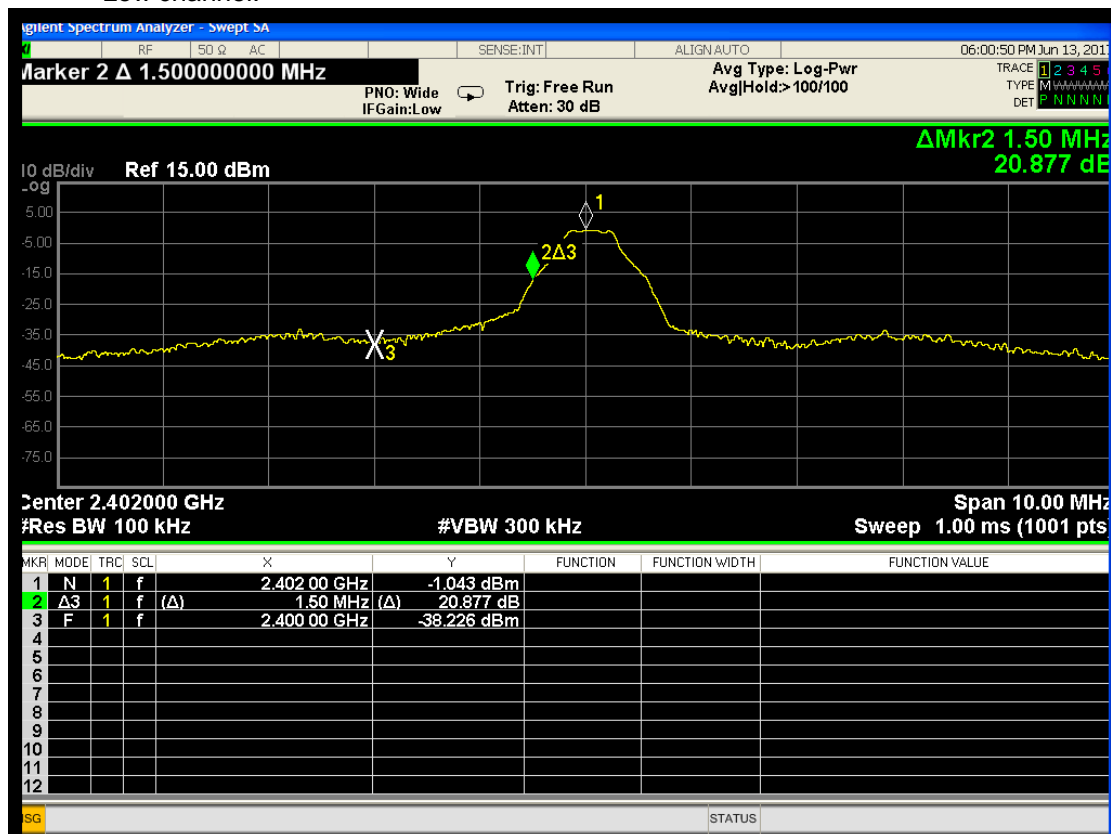 Low channel:
Agilent Spectrum Analyzer - Swept SA
RF 50 Ω AC SENSE:INT ALIGN AUTO 06:00:50 PM Jun 13, 201
Marker 2 Δ 1.500000000 MHz
PNO: Wide
IFGain:Low
Trig: Free Run
Atten: 30 dB
Avg Type: Log-Pwr
Avg|Hold:>100/100
TRACE 1 2 3 4 5
TYPE M
DET P N N N N
ΔMkr2 1.50 MHz
20.877 dB
10 dB/div Ref 15.00 dBm
Log
5.00
-5.00
-15.0
-25.0
-35.0
-45.0
-55.0
-65.0
-75.0
1
2Δ3
3
Center 2.402000 GHz Span 10.00 MHz
#Res BW 100 kHz #VBW 300 kHz Sweep 1.00 ms (1001 pts)
MKR MODE TRC SCL X Y FUNCTION FUNCTION WIDTH FUNCTION VALUE
1 N 1 f 2.402 00 GHz -1.043 dBm
2 Δ3 1 f (Δ) 1.50 MHz (Δ) 20.877 dB
3 F 1 f 2.400 00 GHz -38.226 dBm
4
5
6
7
8
9
10
11
12
MSG STATUS